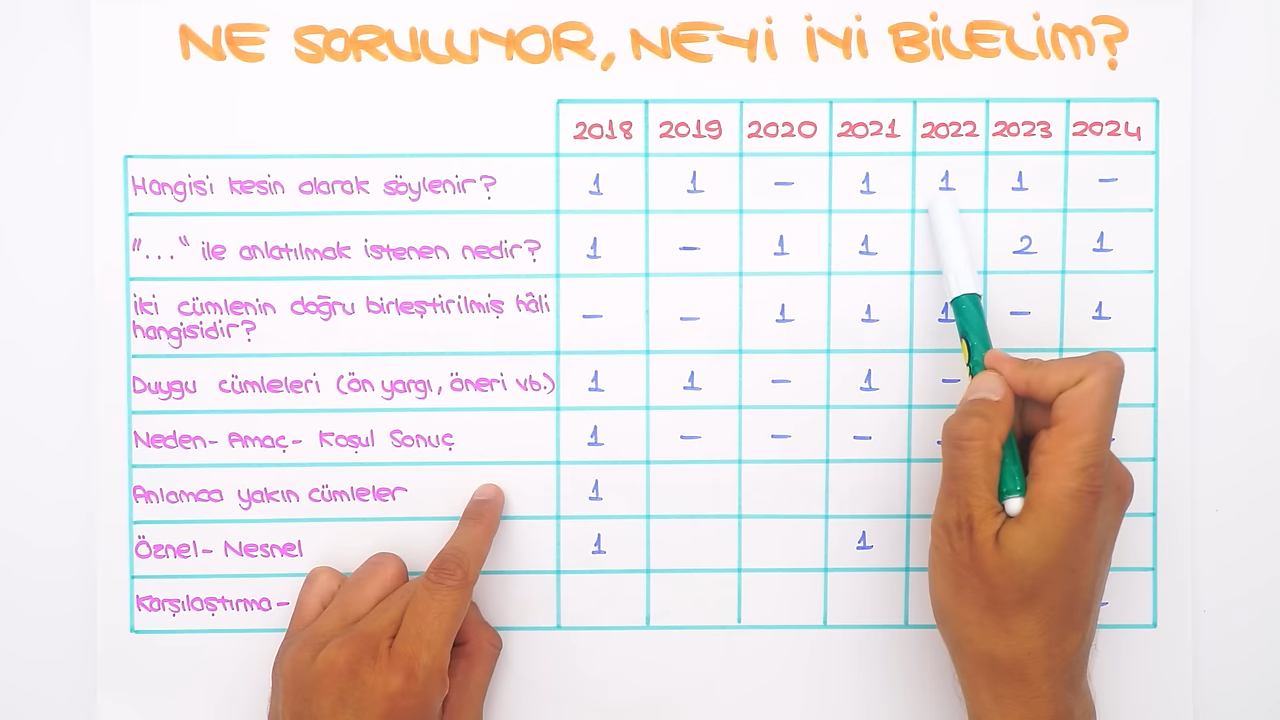 NE SORULUYOR, NEYİ İYİ BİLELİM?
2018 2019 2020 2021 2022 2023 2024
Hangisi kesin olarak söylenir? 1 1 - 1 1 1 -
"..." ile anlatılmak istenen nedir? 1 - 1 1 2 1
İki cümlenin doğru birleştirilmiş hâli
hangisidir? - - 1 1 1 - 1
Duygu cümleleri (ön yargı, öneri vb.) 1 1 - 1 -
Neden- Amaç- Koşul Sonuç 1 - - - - -
Anlamca yakın cümleler 1
Öznel- Nesnel 1 1
Karşılaştırma- -